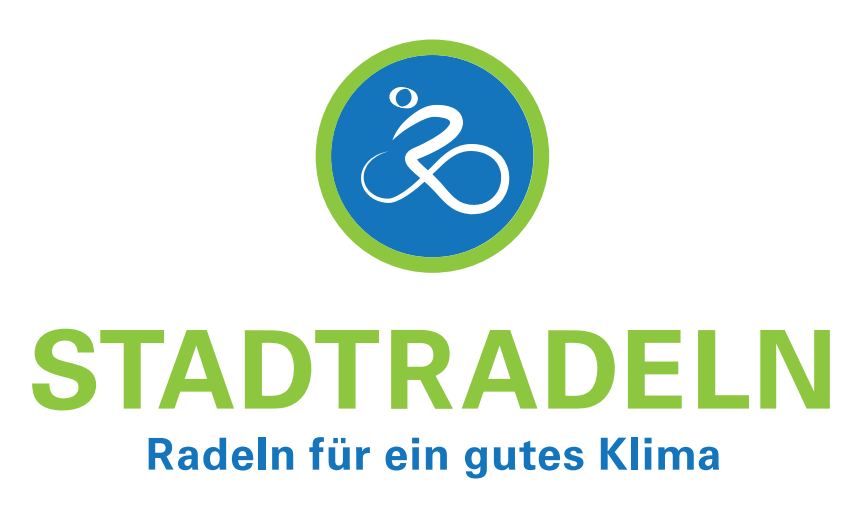 STADTRADELN
Radeln für ein gutes Klima